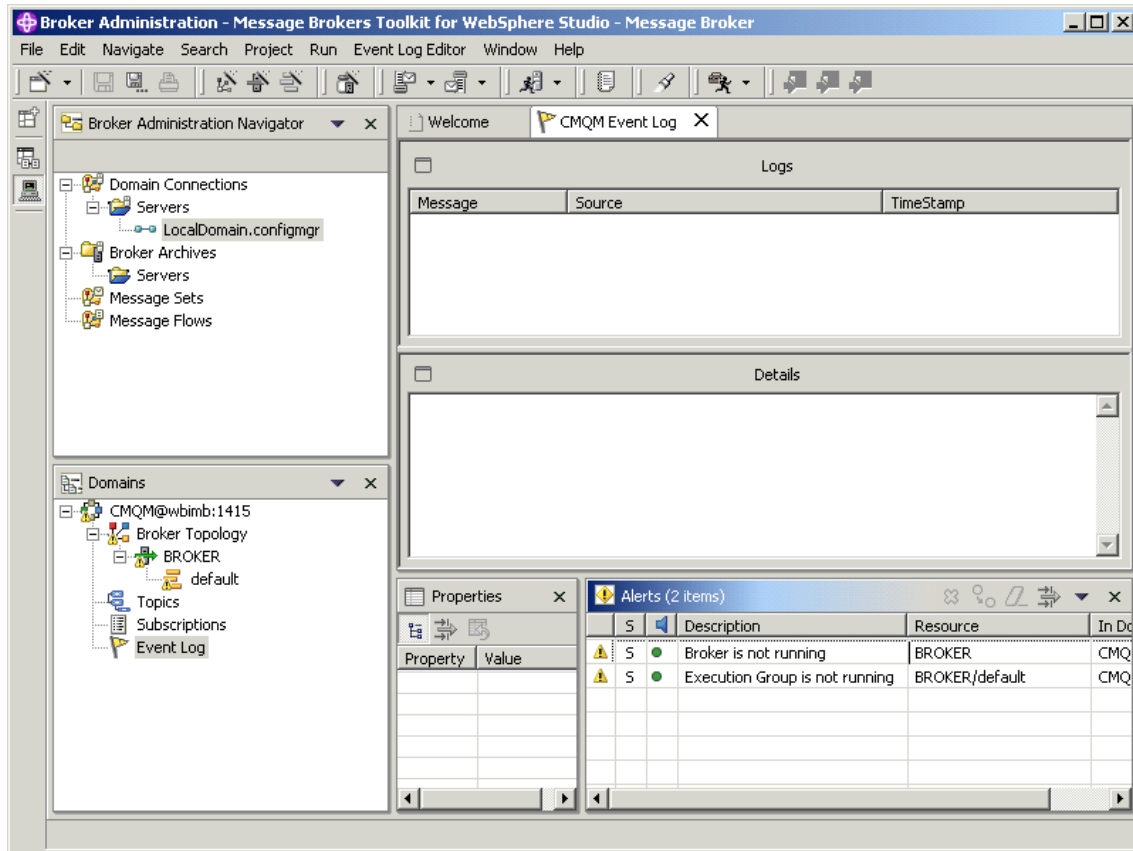 Broker Administration - Message Brokers Toolkit for WebSphere Studio - Message Broker
File Edit Navigate Search Project Run Event Log Editor Window Help
Broker Administration Navigator
Domain Connections
Servers
LocalDomain.configmgr
Broker Archives
Servers
Message Sets
Message Flows
Domains
CMQM@wbimb:1415
Broker Topology
BROKER
default
Topics
Subscriptions
Event Log
Welcome CMQM Event Log
Logs
Message Source TimeStamp
Details
Properties
Property Value
Alerts (2 items)
S Description Resource In Do
S Broker is not running BROKER CMQ
S Execution Group is not running BROKER/default CMQ